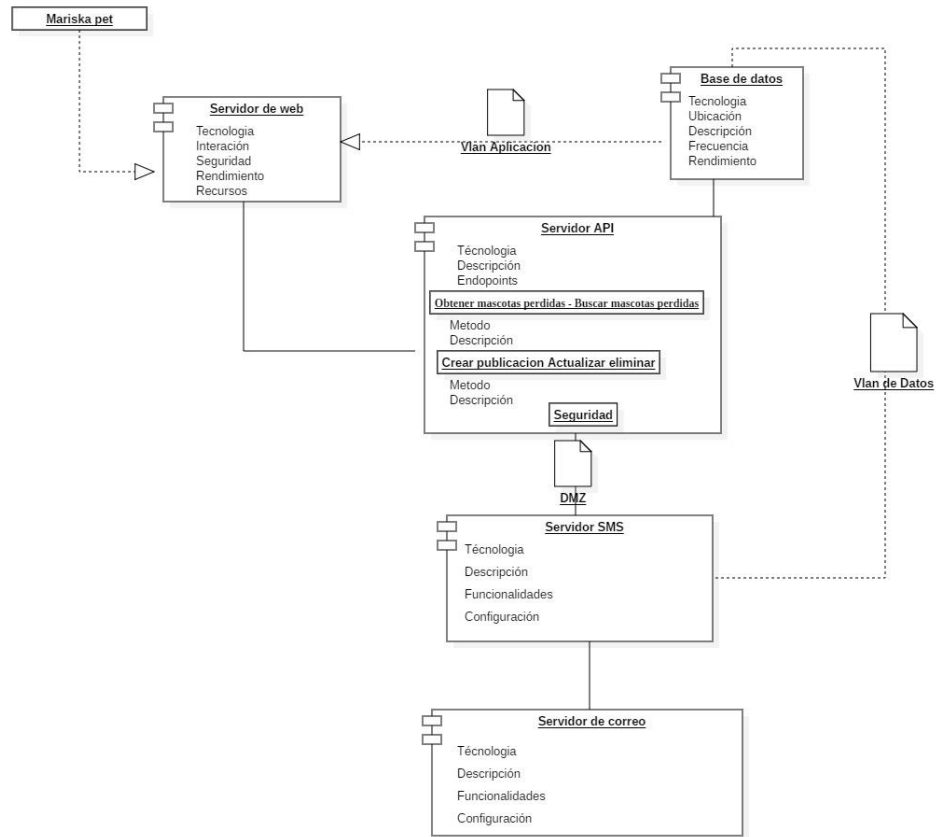 Mariska pet
Servidor de web
Tecnologia
Interación
Seguridad
Rendimiento
Recursos
Vlan Aplicacion
Base de datos
Tecnologia
Ubicación
Descripción
Frecuencia
Rendimiento
Servidor API
Técnologia
Descripción
Endopoints
Obtener mascotas perdidas - Buscar mascotas perdidas
Metodo
Descripción
Crear publicacion Actualizar eliminar
Metodo
Descripción
Seguridad
Vlan de Datos
DMZ
Servidor SMS
Técnologia
Descripción
Funcionalidades
Configuración
Servidor de correo
Técnologia
Descripción
Funcionalidades
Configuración